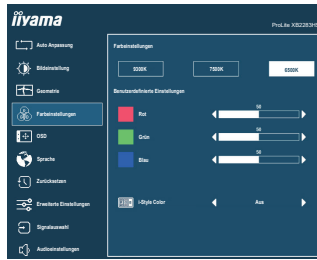 iiyama
ProLite XB2283HS
Auto Anpassung
Bildeinstellung
Geometrie
Farbeinstellungen
OSD
Sprache
Zurücksetzen
Erweiterte Einstellungen
Signalauswahl
Audioeinstellungen
Farbeinstellungen
9300K
7500K
6500K
Benutzerdefinierte Einstellungen
Rot
50
Grün
50
Blau
50
i-Style Color
Aus